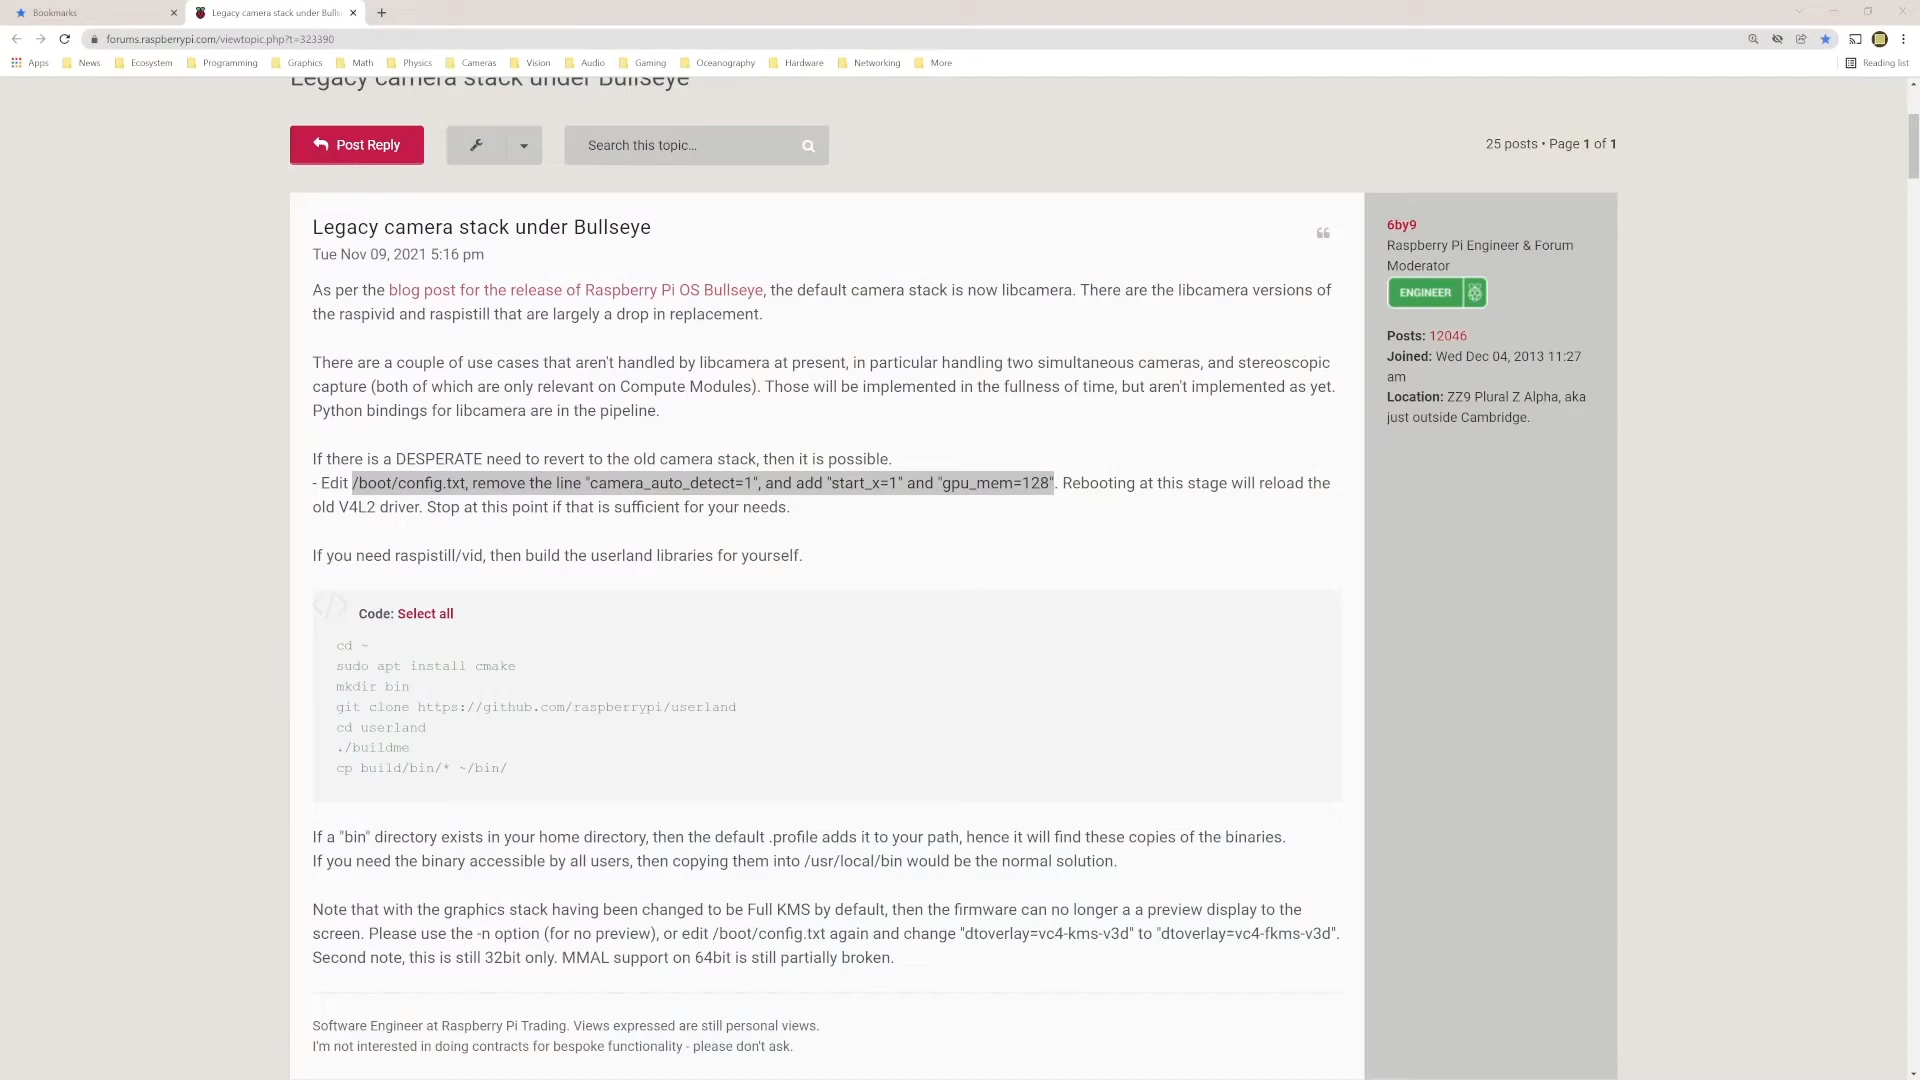 Bookmarks
Legacy camera stack under Bulls
forums.raspberrypi.com/viewtopic.php?t=323390
Apps News Ecosystem Programming Graphics Math Physics Cameras Vision Audio Gaming Oceanography Hardware Networking More Reading list
Legacy camera stack under Bullseye
Post Reply
Search this topic...
25 posts • Page 1 of 1
Legacy camera stack under Bullseye
Tue Nov 09, 2021 5:16 pm
As per the blog post for the release of Raspberry Pi OS Bullseye, the default camera stack is now libcamera. There are the libcamera versions of
the raspivid and raspistill that are largely a drop in replacement.
There are a couple of use cases that aren't handled by libcamera at present, in particular handling two simultaneous cameras, and stereoscopic
capture (both of which are only relevant on Compute Modules). Those will be implemented in the fullness of time, but aren't implemented as yet.
Python bindings for libcamera are in the pipeline.
If there is a DESPERATE need to revert to the old camera stack, then it is possible.
- Edit /boot/config.txt, remove the line "camera_auto_detect=1", and add "start_x=1" and "gpu_mem=128". Rebooting at this stage will reload the
old V4L2 driver. Stop at this point if that is sufficient for your needs.
If you need raspistill/vid, then build the userland libraries for yourself.
</> Code: Select all
cd ~
sudo apt install cmake
mkdir bin
git clone https://github.com/raspberrypi/userland
cd userland
./buildme
cp build/bin/* ~/bin/
If a "bin" directory exists in your home directory, then the default .profile adds it to your path, hence it will find these copies of the binaries.
If you need the binary accessible by all users, then copying them into /usr/local/bin would be the normal solution.
Note that with the graphics stack having been changed to be Full KMS by default, then the firmware can no longer a a preview display to the
screen. Please use the -n option (for no preview), or edit /boot/config.txt again and change "dtoverlay=vc4-kms-v3d" to "dtoverlay=vc4-fkms-v3d".
Second note, this is still 32bit only. MMAL support on 64bit is still partially broken.
Software Engineer at Raspberry Pi Trading. Views expressed are still personal views.
I'm not interested in doing contracts for bespoke functionality - please don't ask.
6by9
Raspberry Pi Engineer & Forum
Moderator
ENGINEER
Posts: 12046
Joined: Wed Dec 04, 2013 11:27
am
Location: ZZ9 Plural Z Alpha, aka
just outside Cambridge.